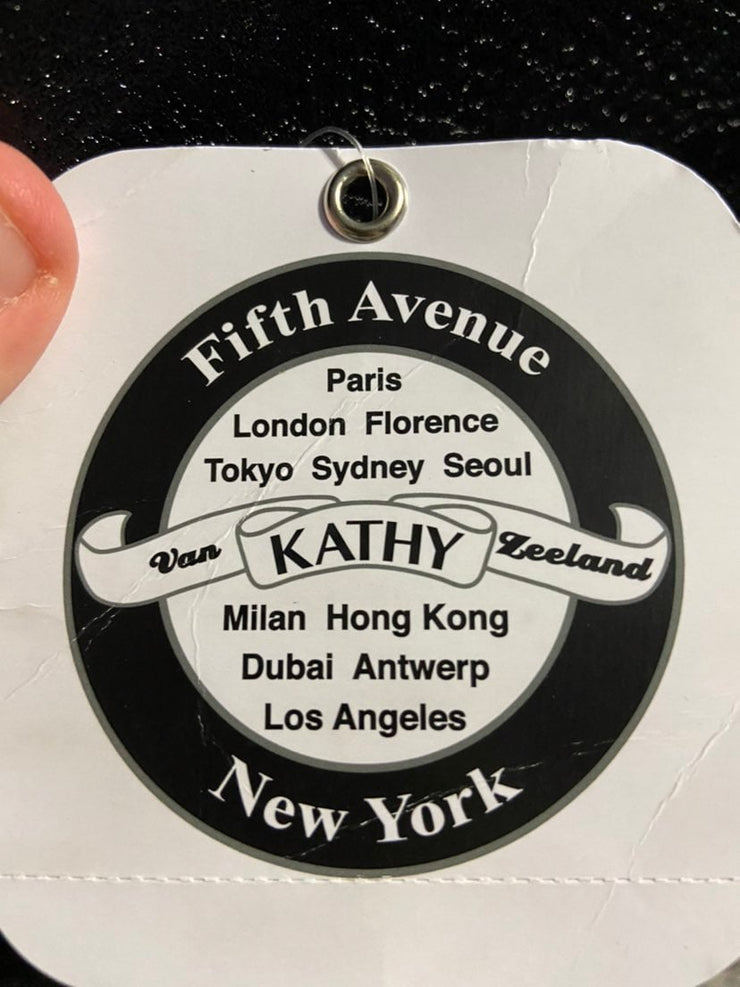 Fifth Avenue
Paris
London Florence
Tokyo Sydney Seoul
Van KATHY Zeeland
Milan Hong Kong
Dubai Antwerp
Los Angeles
New York